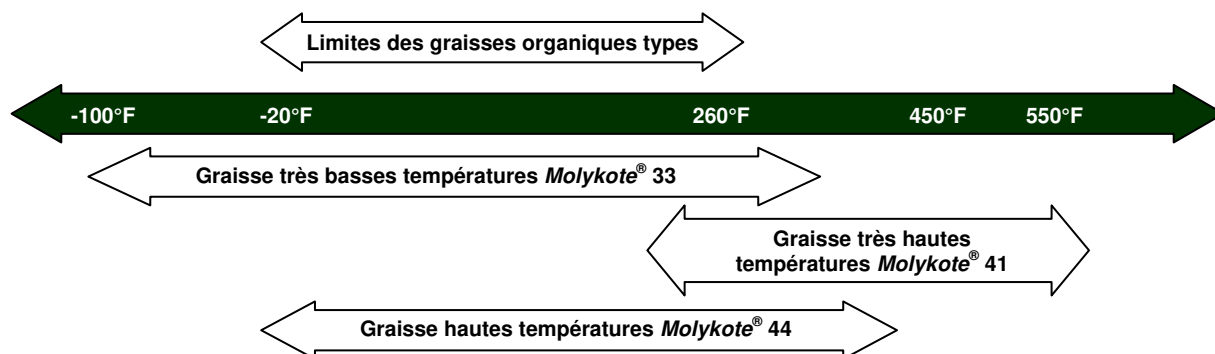 Limites des graisses organiques types
-100°F -20°F 260°F 450°F 550°F
Graisse très basses températures Molykote® 33
Graisse très hautes
températures Molykote® 41
Graisse hautes températures Molykote® 44